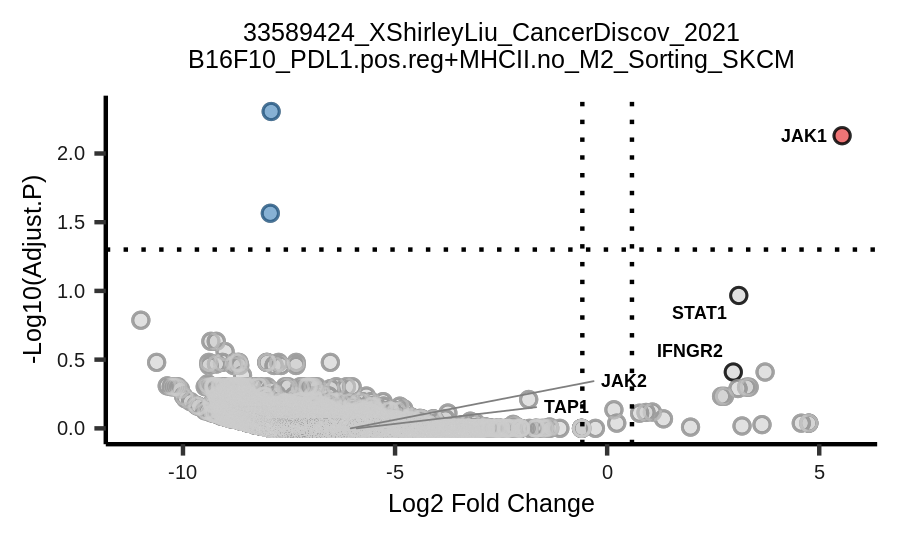 33589424_XShirleyLiu_CancerDiscov_2021
B16F10_PDL1.pos.reg+MHCII.no_M2_Sorting_SKCM
-Log10(Adjust.P)
2.0
1.5
1.0
0.5
0.0
JAK1
STAT1
IFNGR2
JAK2
TAP1
-10
-5
0
5
Log2 Fold Change